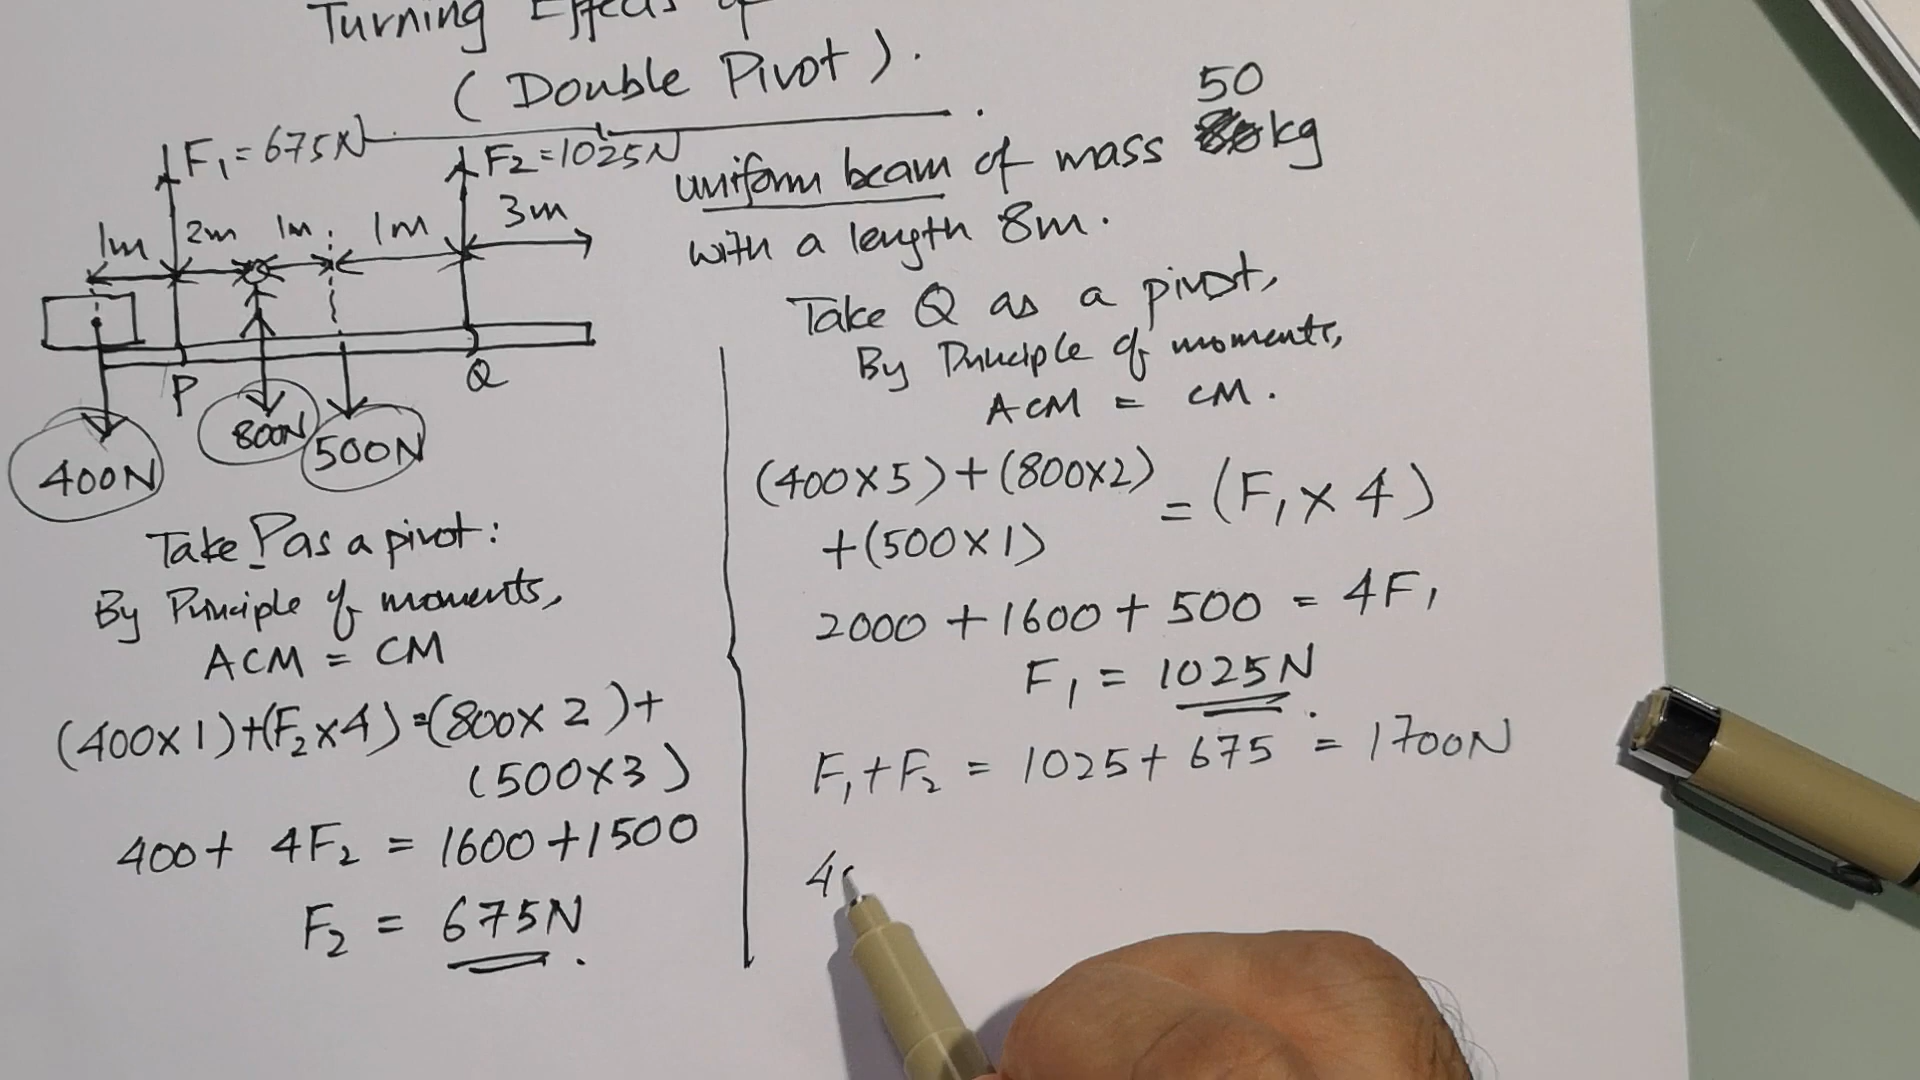 Turning Effects of
(Double Pivot).
F₁=675N
F₂=1025N
1m 2m 1m 1m 3m
P
Q
400N
800N
500N
50
uniform beam of mass kg
with a length 8m.
Take P as a pivot:
By Principle of moments,
ACM = CM
(400×1)+(F₂×4)=(800×2)+
(500×3)
400+ 4F₂ = 1600+1500
F₂ = 675N.
Take Q as a pivot,
By Principle of moments,
ACM = CM.
(400×5)+(800×2)
+(500×1)
=(F₁×4)
2000+1600+500 = 4F₁
F₁ = 1025N.
F₁+F₂ = 1025+675 = 1700N
4